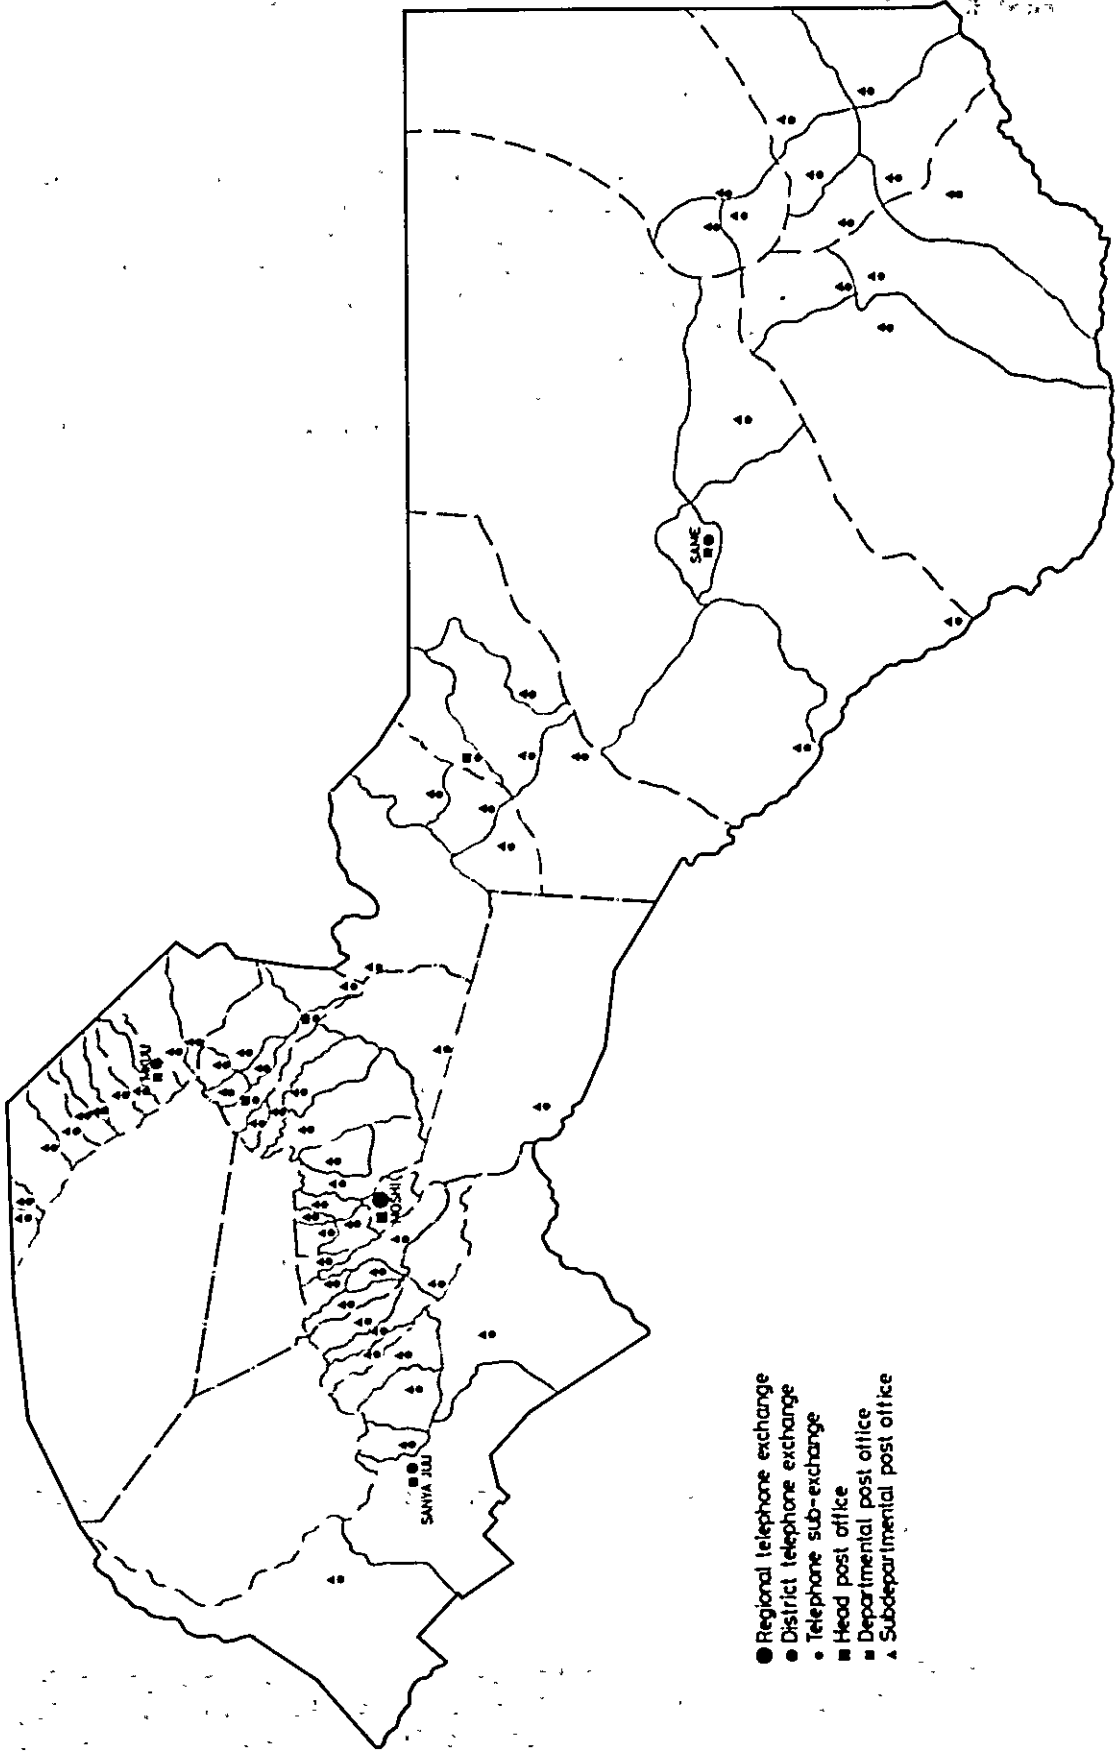 MKUU
MOSHI
SANYA JUU
SAME
Regional telephone exchange
District telephone exchange
Telephone sub-exchange
Head post office
Departmental post office
Subdepartmental post office